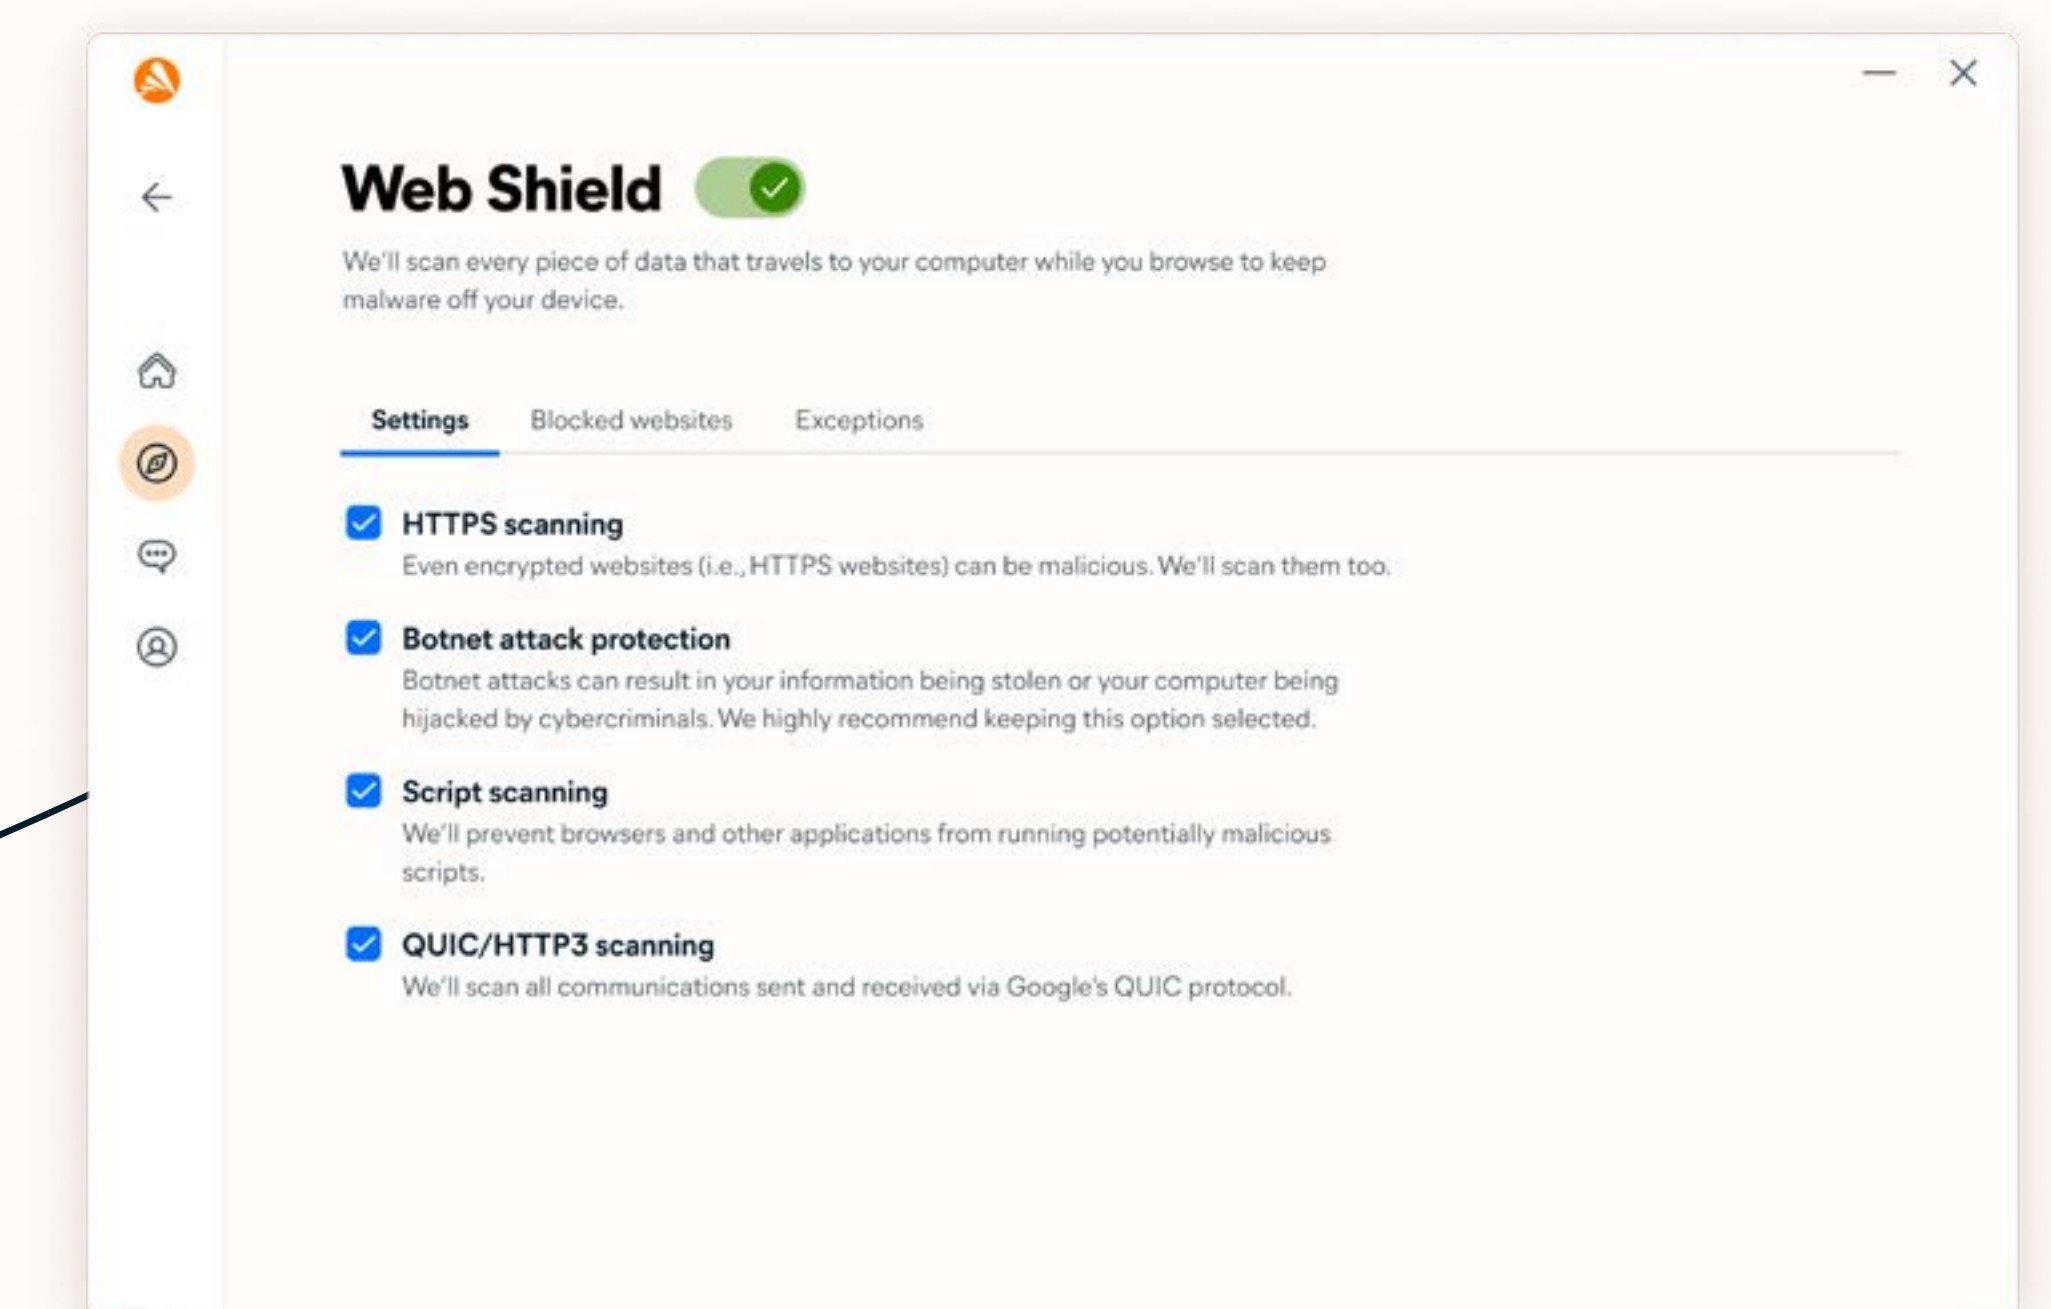 Web Shield
We'll scan every piece of data that travels to your computer while you browse to keep
malware off your device.
Settings Blocked websites Exceptions
HTTPS scanning
Even encrypted websites (i.e., HTTPS websites) can be malicious. We'll scan them too.
Botnet attack protection
Botnet attacks can result in your information being stolen or your computer being
hijacked by cybercriminals. We highly recommend keeping this option selected.
Script scanning
We'll prevent browsers and other applications from running potentially malicious
scripts.
QUIC/HTTP3 scanning
We'll scan all communications sent and received via Google's QUIC protocol.